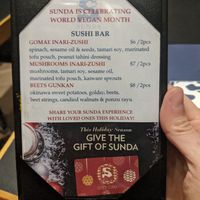 SUNDA IS CELEBRATING
WORLD VEGAN MONTH
SUSHI BAR
GOMAE INARI-ZUSHI $6 /2pcs
spinach, sesame oil & seeds, tamari soy, marinated
tofu pouch, peanut tahini dressing
MUSHROOMS INARI-ZUSHI $7 /2pcs
mushrooms, tamari soy, sesame oil,
marinated tofu pouch, kaiware sprouts
BEETS GUNKAN $8 /2pcs
okinawa sweet potatoes, goldo, beets,
beet strings, candied walnuts & ponzu rayu
SHARE YOUR SUNDA EXPERIENCE
WITH LOVED ONES THIS HOLIDAY!
This Holiday Season
GIVE THE
GIFT OF SUNDA